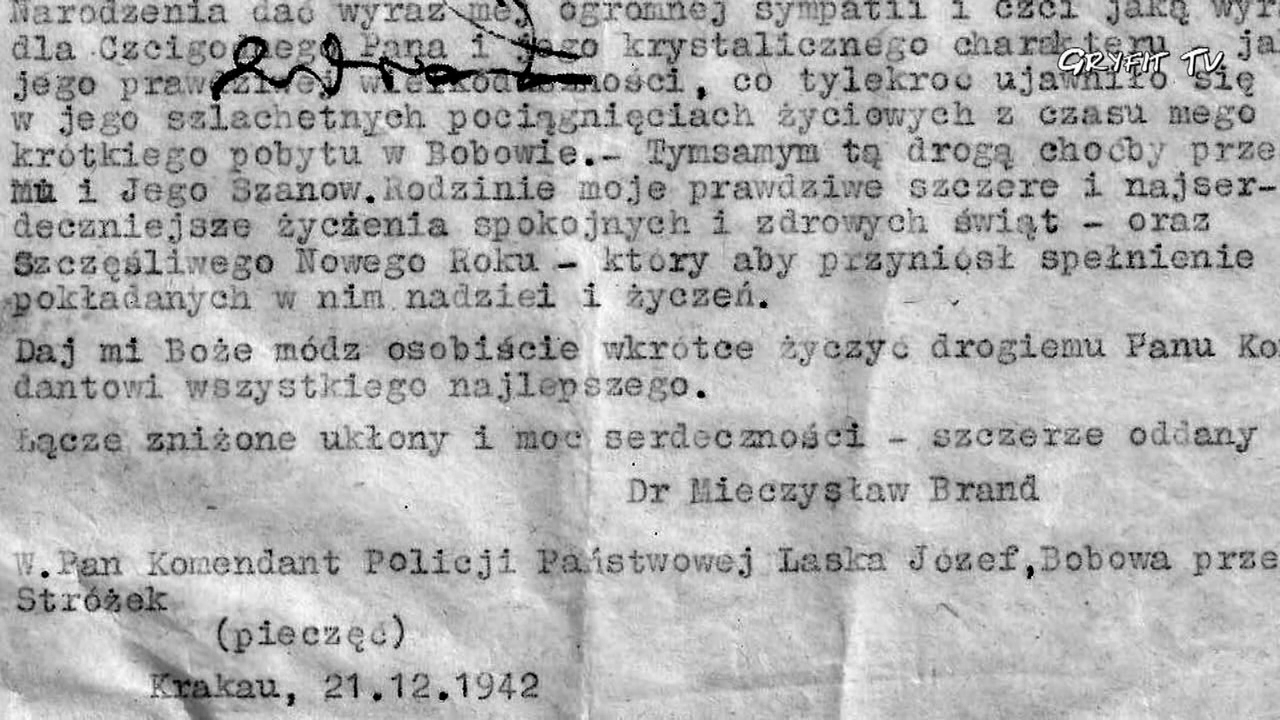 Narodzenia dać wyraz mej ogromnej sympatii i czci jaką
dla Czcigodnego Pana i jego krystalicznego charakteru ja
jego prawdziwej wielkoduszności, co tylekroć ujawniło się
w jego szlachetnych pociągnięciach życiowych z czasu mego
krótkiego pobytu w Bobowie.- Tymsamym tą drogą choćby prze
Mu i Jego Szanow.Rodzinie moje prawdziwe szczere i najser-
deczniejsze życzenia spokojnych i zdrowych świąt - oraz
Szczęśliwego Nowego Roku - który aby przyniósł spełnienie
pokładanych w nim nadziei i życzeń.
Daj mi Boże módz osobiście wkrótce życzyć drogiemu Panu Ko
dantowi wszystkiego najlepszego.
Łącze zniżone ukłony i moc serdeczności - szczerze oddany
Dr Mieczysław Brand
W.Pan Komendant Policji Państwowej Laska Józef,Bobowa prze
Stróżek
(pieczęć)
Krakau, 21.12.1942
GRYFIT TV